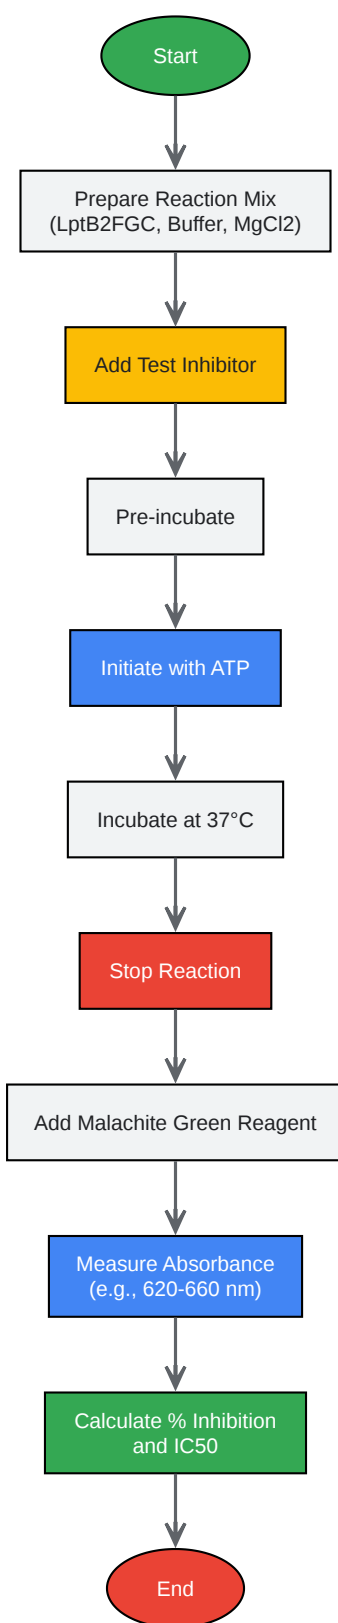 Start
Prepare Reaction Mix
(LptB2FGC, Buffer, MgCl2)
Add Test Inhibitor
Pre-incubate
Initiate with ATP
Incubate at 37°C
Stop Reaction
Add Malachite Green Reagent
Measure Absorbance
(e.g., 620-660 nm)
Calculate % Inhibition
and IC50
End